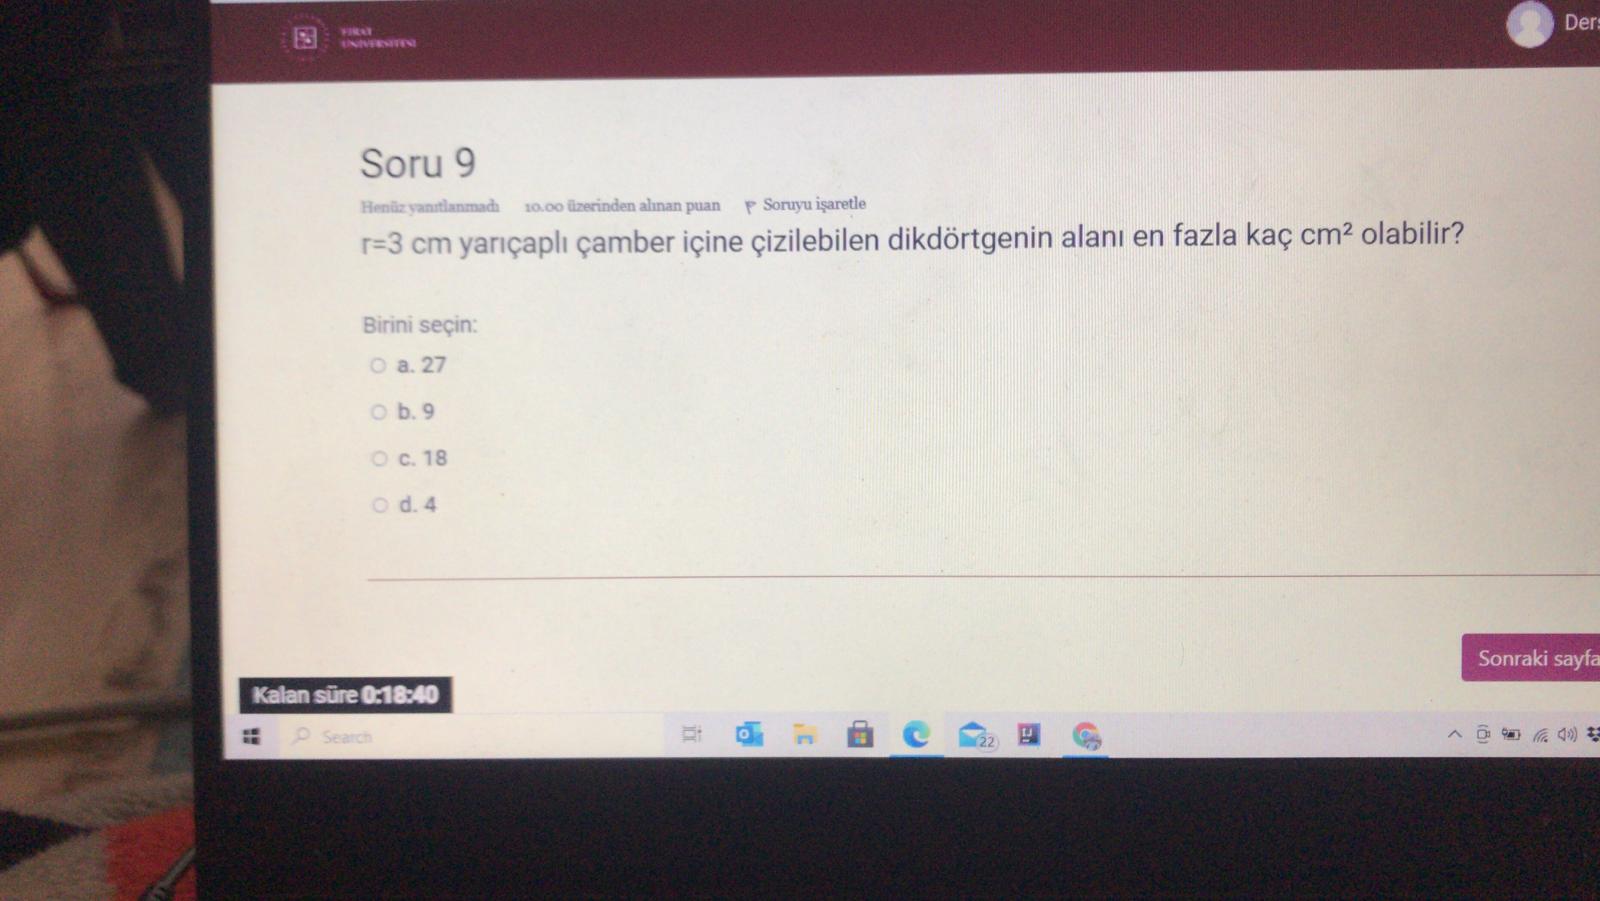 FIRAT
ÜNİVERSİTESİ
Ders
Soru 9
Henüz yanıtlanmadı 10.00 üzerinden alınan puan Soruyu işaretle
r=3 cm yarıçaplı çamber içine çizilebilen dikdörtgenin alanı en fazla kaç cm² olabilir?
Birini seçin:
a. 27
b. 9
c. 18
d. 4
Sonraki sayfa
Kalan süre 0:18:40
Search
22